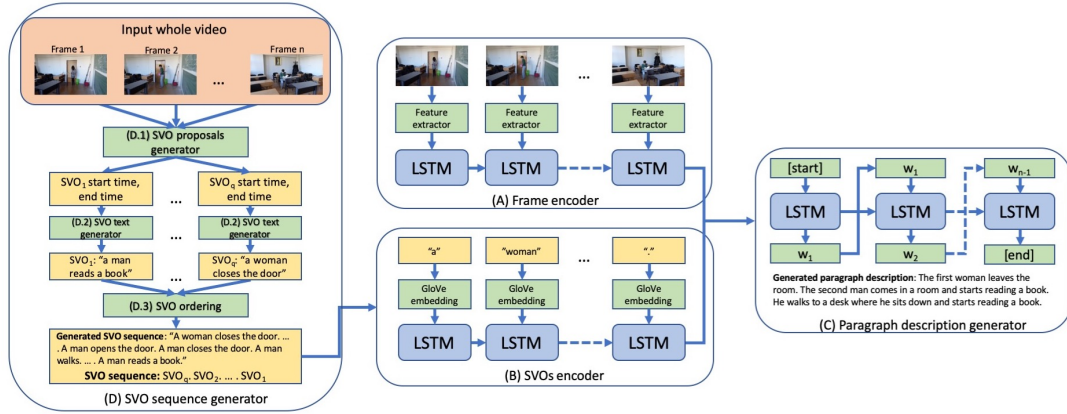 Input whole video
Frame 1
Frame 2
Frame n
...
(D.1) SVO proposals
generator
SVO₁ start time,
end time
...
SVO_q start time,
end time
(D.2) SVO text
generator
...
(D.2) SVO text
generator
SVO₁: “a man
reads a book”
...
SVO_q: “a woman
closes the door”
(D.3) SVO ordering
Generated SVO sequence: “A woman closes the door. ...
. A man opens the door. A man closes the door. A man
walks. ... . A man reads a book.”
SVO sequence: SVO_q. SVO₂. ... . SVO₁
(D) SVO sequence generator
...
Feature
extractor
Feature
extractor
Feature
extractor
LSTM
LSTM
LSTM
(A) Frame encoder
“a”
“woman”
...
“.”
GloVe
embedding
GloVe
embedding
GloVe
embedding
LSTM
LSTM
LSTM
(B) SVOs encoder
[start]
w₁
w_{n-1}
LSTM
LSTM
LSTM
w₁
w₂
[end]
Generated paragraph description: The first woman leaves the
room. The second man comes in a room and starts reading a book.
He walks to a desk where he sits down and starts reading a book.
(C) Paragraph description generator